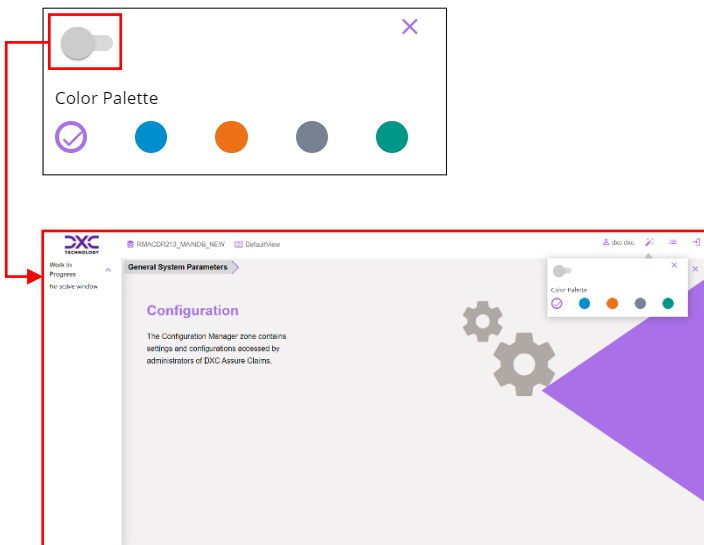 Color Palette
DXC
TECHNOLOGY
RMACDR213_MAINDB_NEW DefaultView dxc dxc
Work In
Progress
General System Parameters
No active window
Color Palette
Configuration
The Configuration Manager zone contains
settings and configurations accessed by
administrators of DXC Assure Claims.